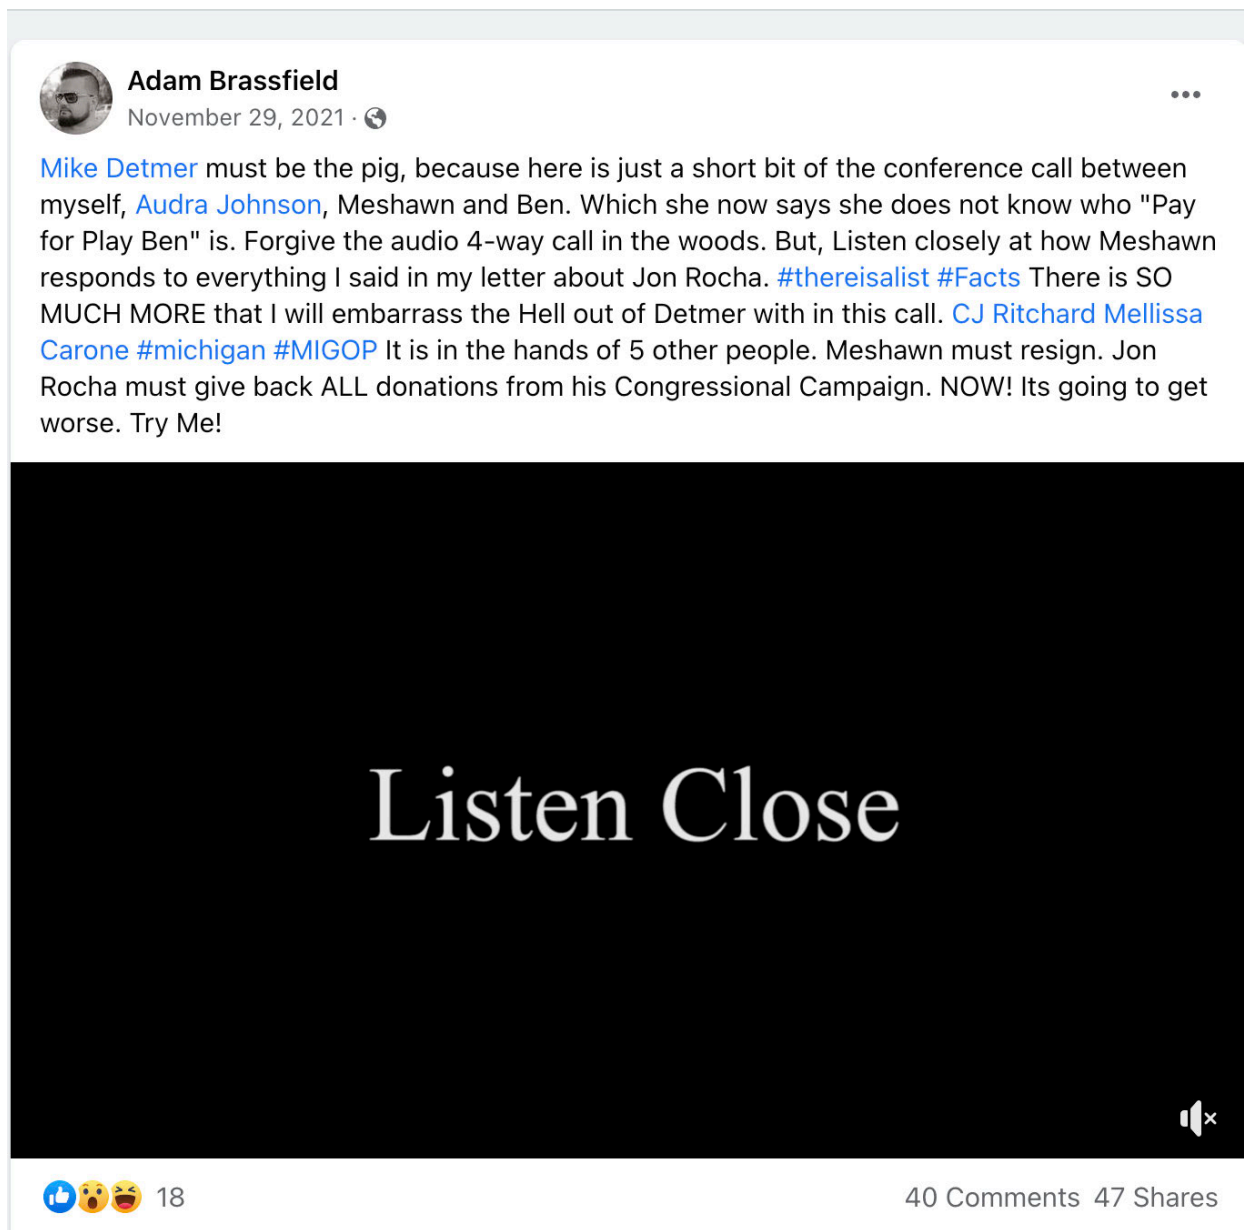 Adam Brassfield
November 29, 2021 ·
Mike Detmer must be the pig, because here is just a short bit of the conference call between
myself, Audra Johnson, Meshawn and Ben. Which she now says she does not know who "Pay
for Play Ben" is. Forgive the audio 4-way call in the woods. But, Listen closely at how Meshawn
responds to everything I said in my letter about Jon Rocha. #thereisalist #Facts There is SO
MUCH MORE that I will embarrass the Hell out of Detmer with in this call. CJ Ritchard Mellissa
Carone #michigan #MIGOP It is in the hands of 5 other people. Meshawn must resign. Jon
Rocha must give back ALL donations from his Congressional Campaign. NOW! Its going to get
worse. Try Me!
Listen Close
18 40 Comments 47 Shares